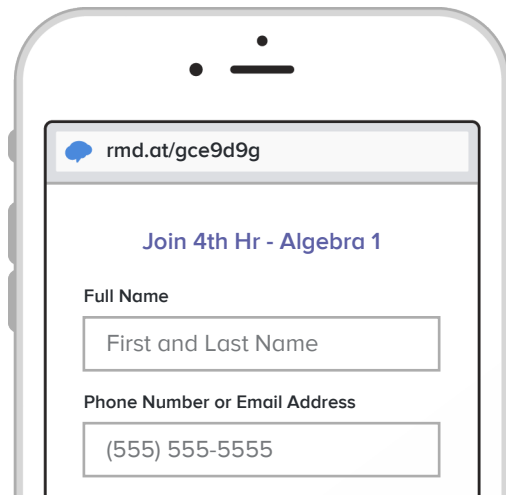 rmd.at/gce9d9g
Join 4th Hr - Algebra 1
Full Name
First and Last Name
Phone Number or Email Address
(555) 555-5555